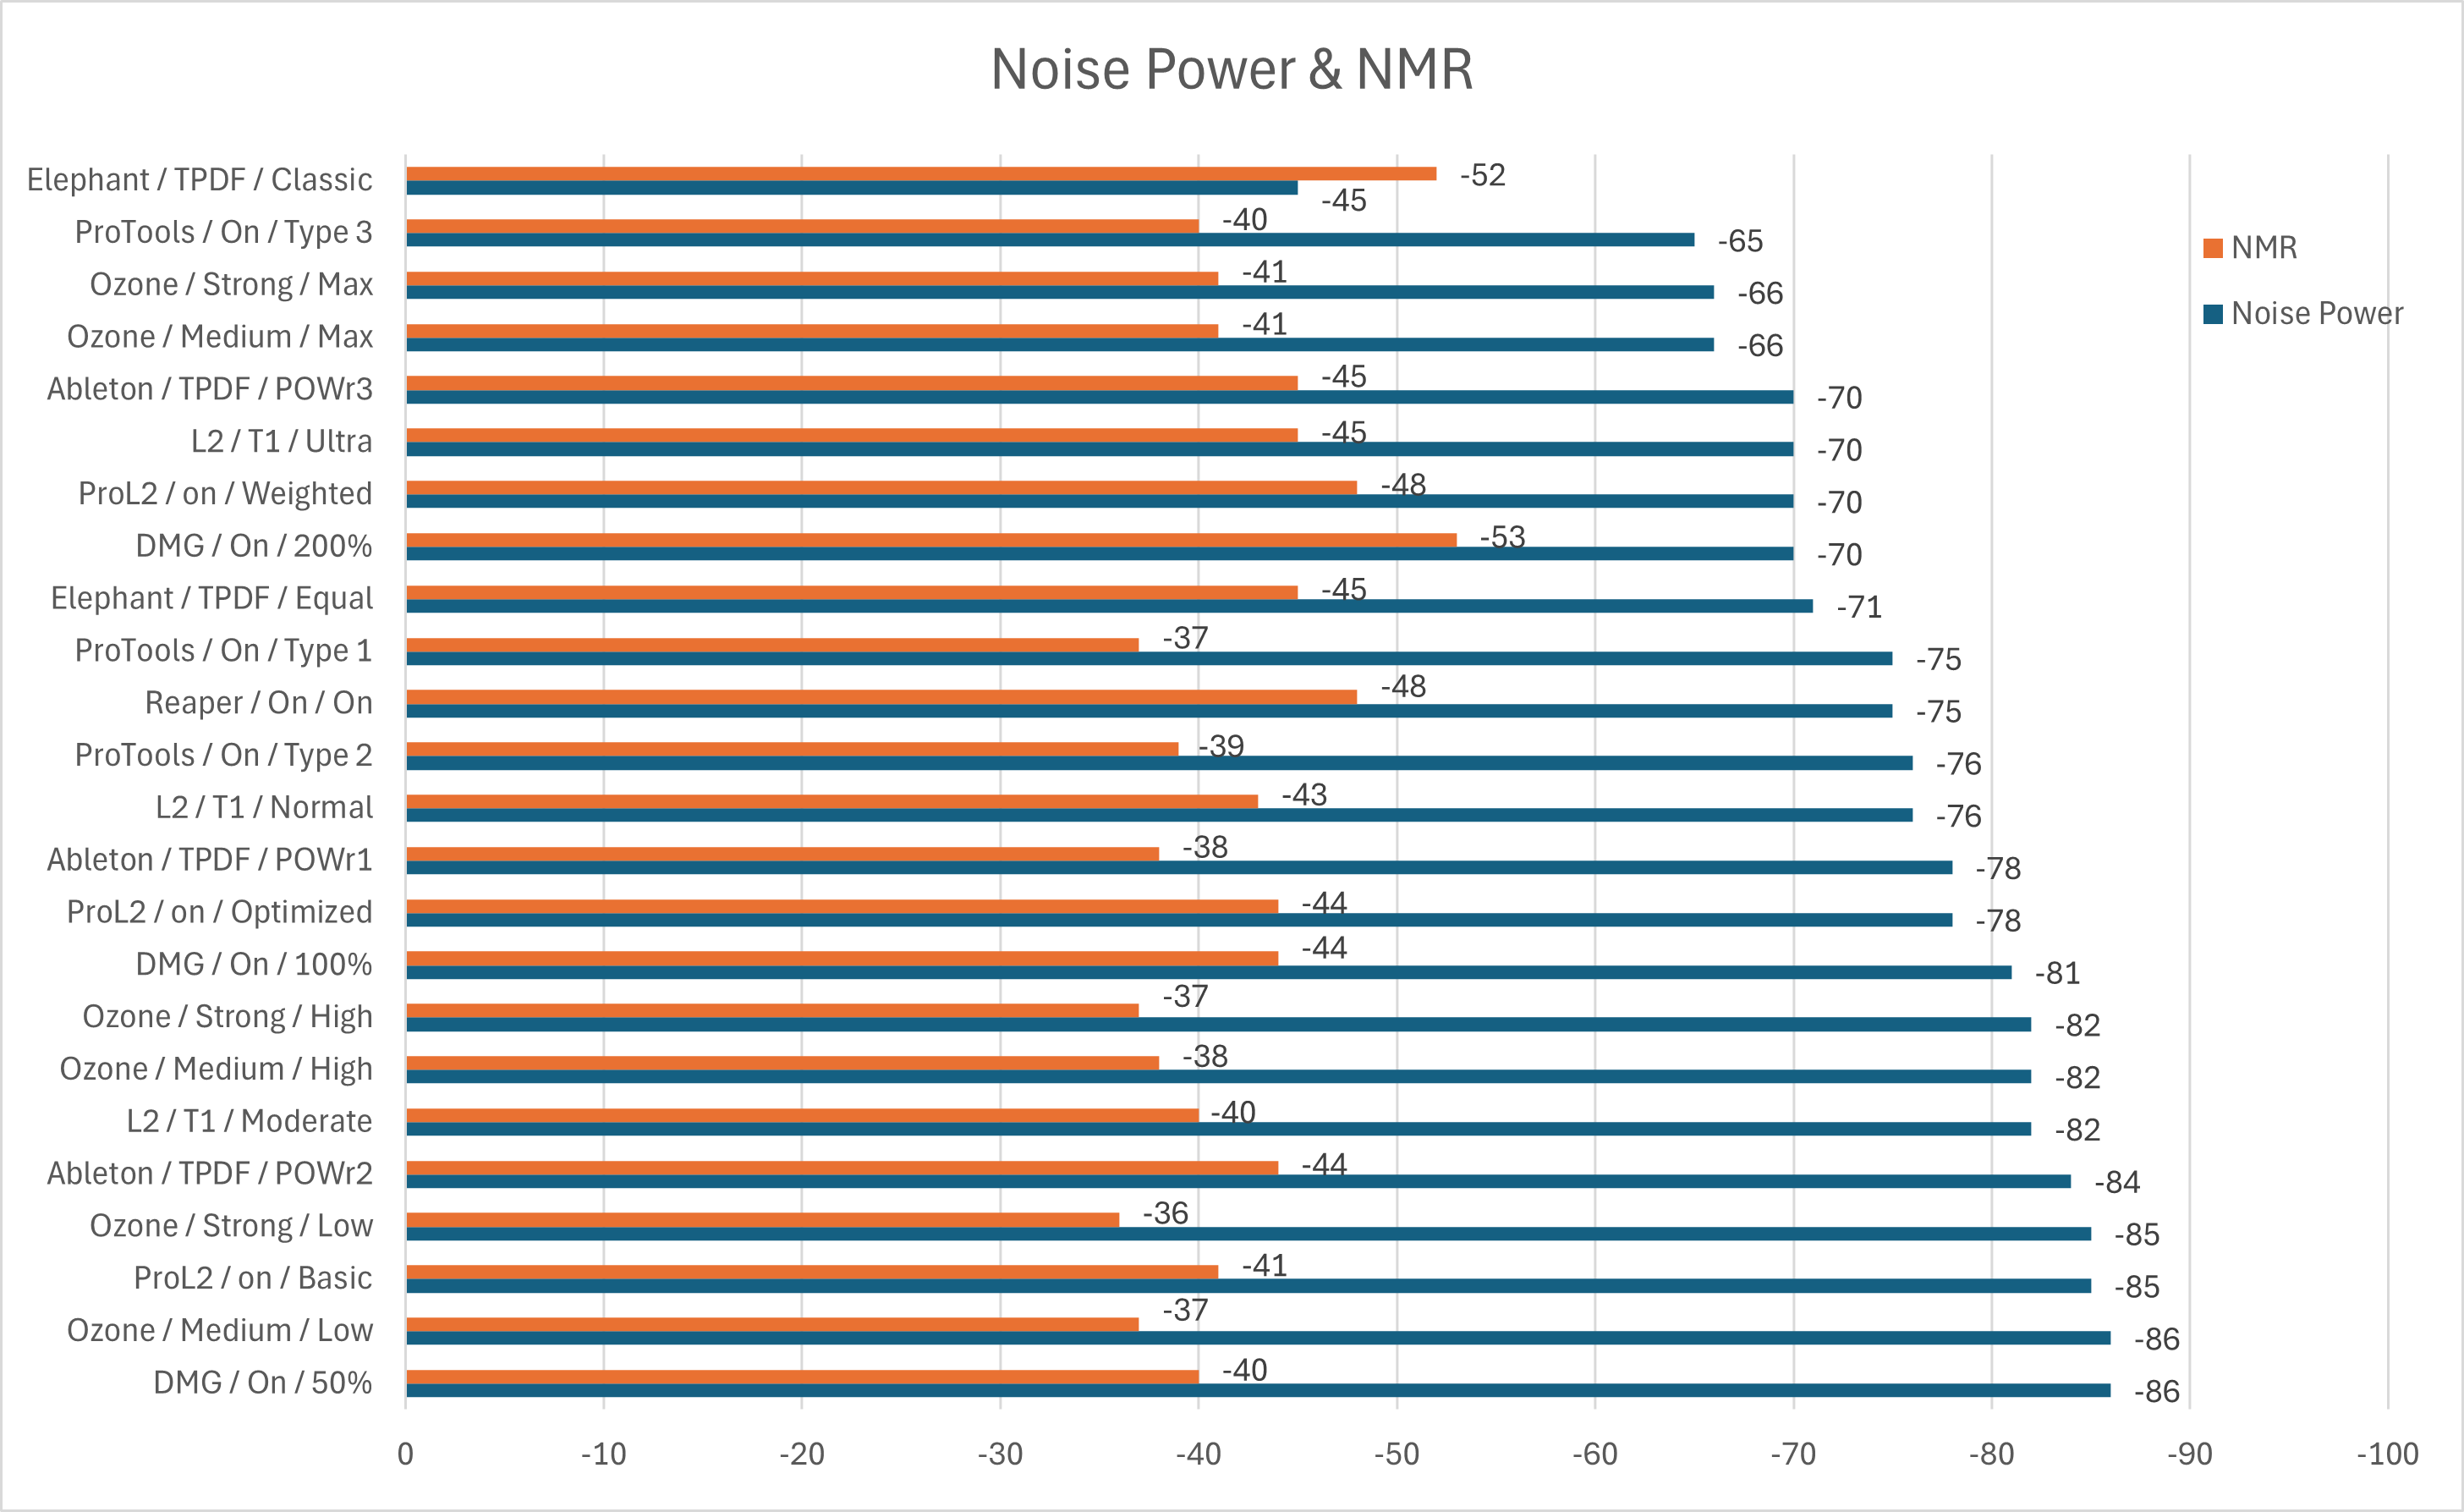 Noise Power & NMR
Elephant / TPDF / Classic -52 -45
ProTools / On / Type 3 -40 -65
Ozone / Strong / Max -41 -66
Ozone / Medium / Max -41 -66
Ableton / TPDF / POWr3 -45 -70
L2 / T1 / Ultra -45 -70
ProL2 / on / Weighted -48 -70
DMG / On / 200% -53 -70
Elephant / TPDF / Equal -45 -71
ProTools / On / Type 1 -37 -75
Reaper / On / On -48 -75
ProTools / On / Type 2 -39 -76
L2 / T1 / Normal -43 -76
Ableton / TPDF / POWr1 -38 -78
ProL2 / on / Optimized -44 -78
DMG / On / 100% -44 -81
Ozone / Strong / High -37 -82
Ozone / Medium / High -38 -82
L2 / T1 / Moderate -40 -82
Ableton / TPDF / POWr2 -44 -84
Ozone / Strong / Low -36 -85
ProL2 / on / Basic -41 -85
Ozone / Medium / Low -37 -86
DMG / On / 50% -40 -86
0 -10 -20 -30 -40 -50 -60 -70 -80 -90 -100
NMR
Noise Power